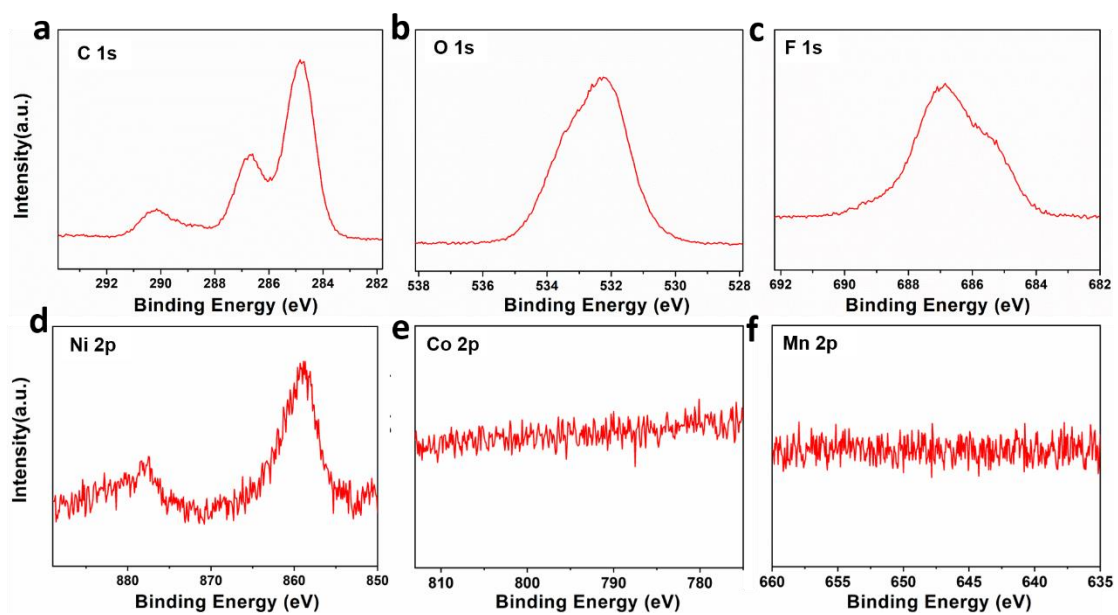 a
C 1s
Intensity(a.u.)
292 290 288 286 284 282
Binding Energy (eV)
b
O 1s
538 536 534 532 530 528
Binding Energy (eV)
c
F 1s
692 690 688 686 684 682
Binding Energy (eV)
d
Ni 2p
Intensity(a.u.)
880 870 860 850
Binding Energy (eV)
e
Co 2p
810 800 790 780
Binding Energy (eV)
f
Mn 2p
660 655 650 645 640 635
Binding Energy (eV)